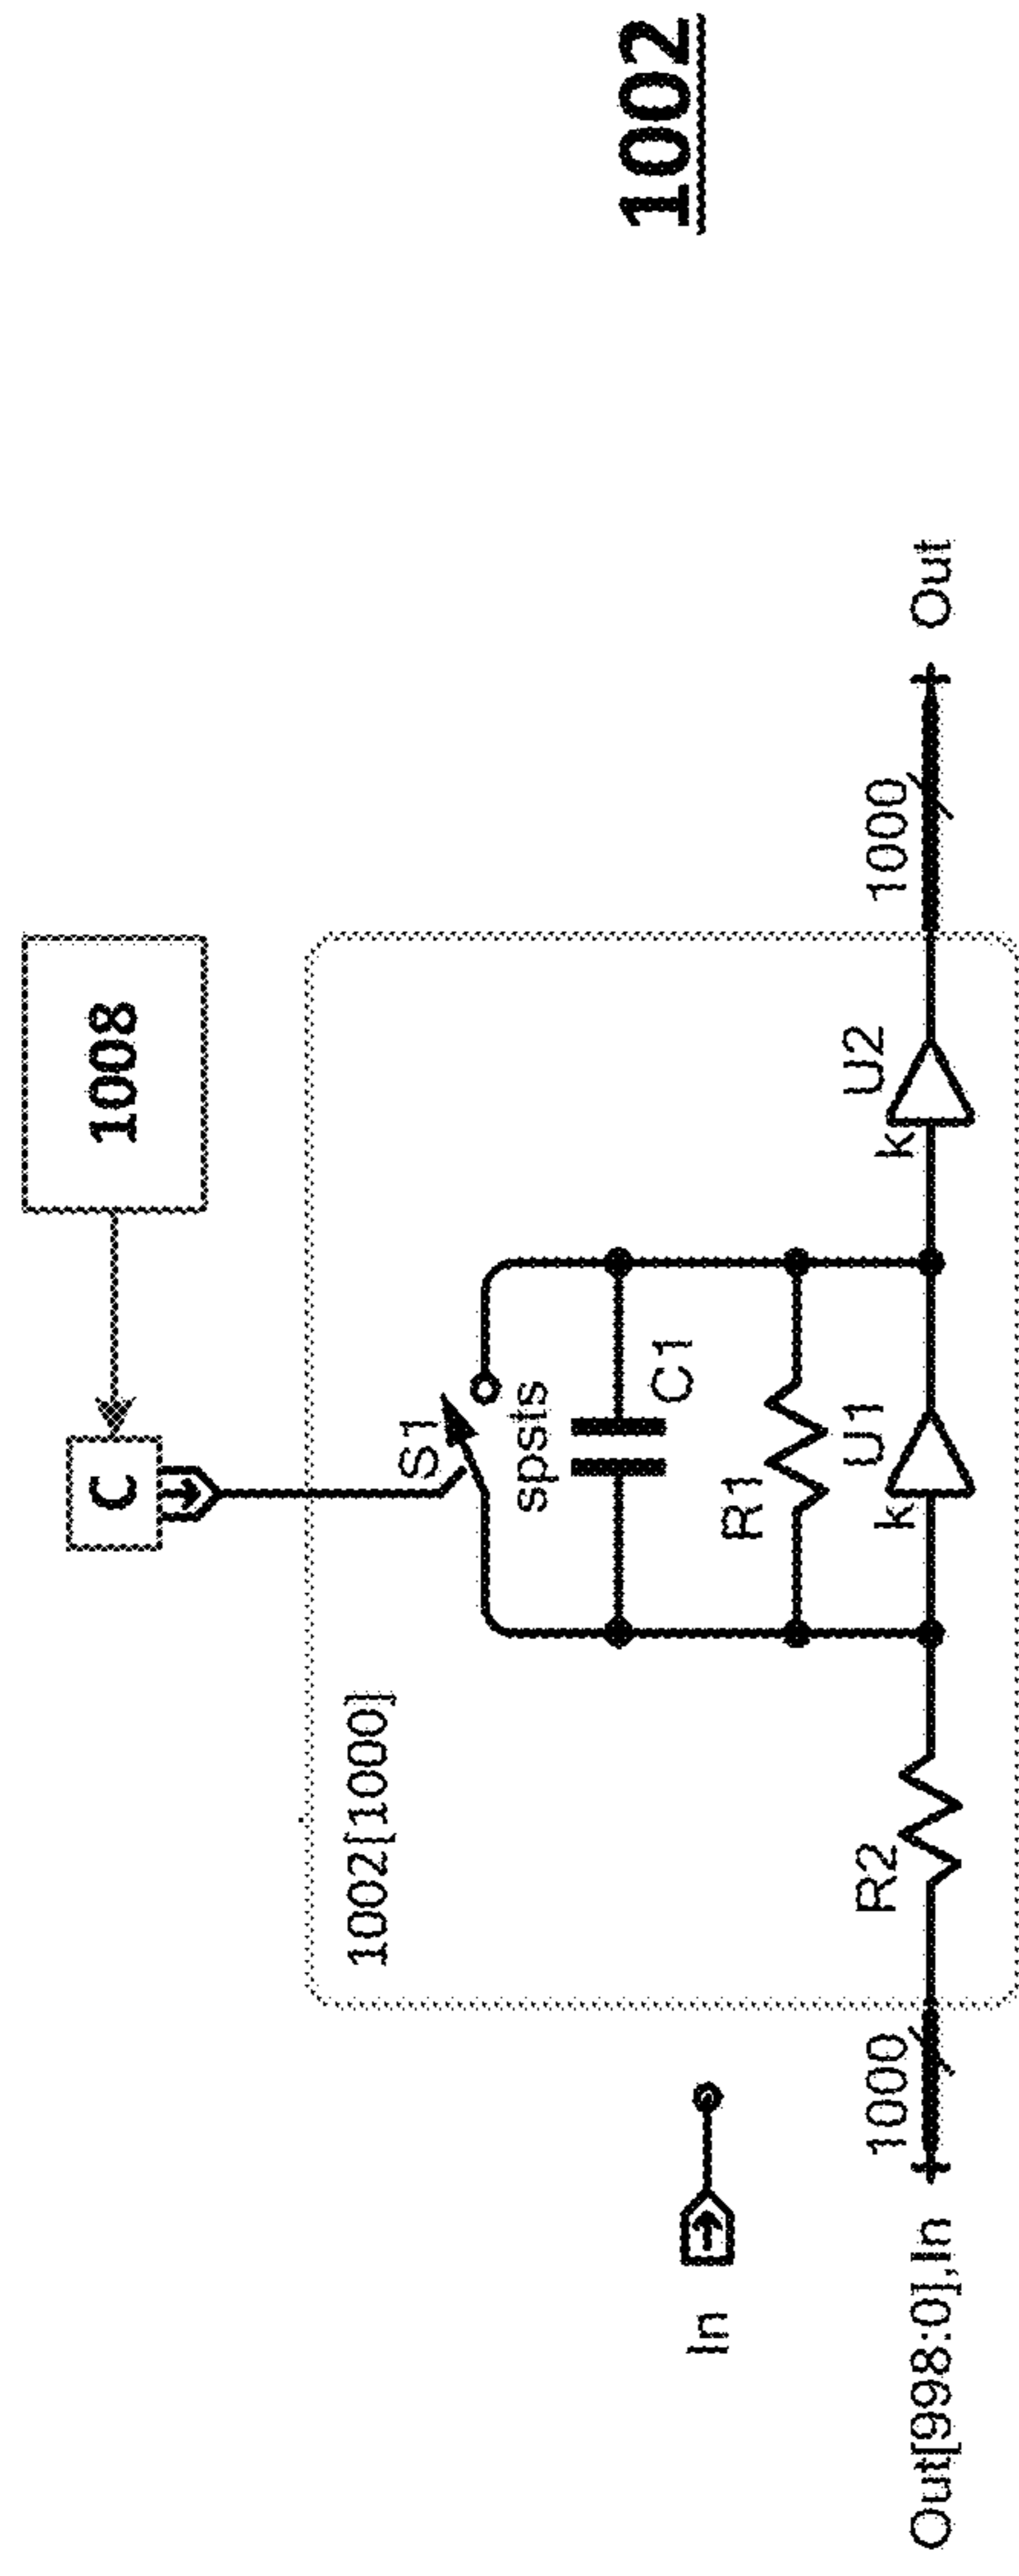 1002
1008
C
1002[1000]
S1
spsts
C1
R1
U1
k
U2
k
R2
In
1000
1000
Out[998:0],In
Out